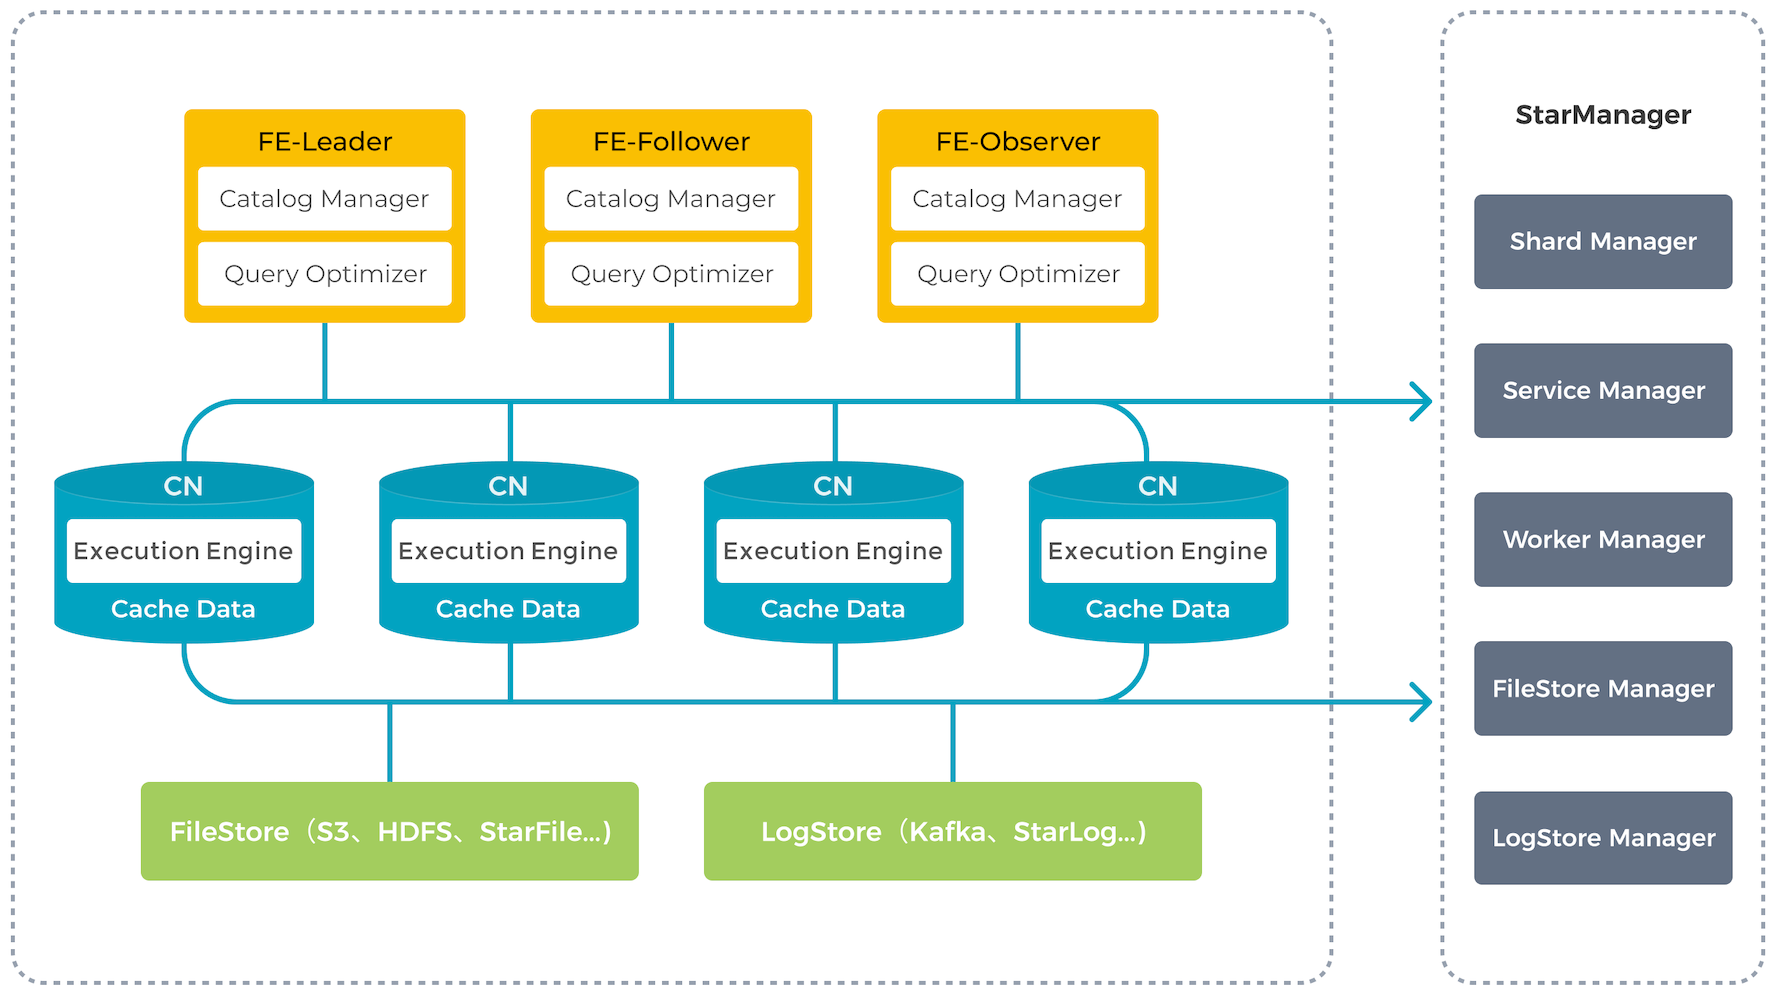 FE-Leader
Catalog Manager
Query Optimizer
FE-Follower
Catalog Manager
Query Optimizer
FE-Observer
Catalog Manager
Query Optimizer
CN
Execution Engine
Cache Data
CN
Execution Engine
Cache Data
CN
Execution Engine
Cache Data
CN
Execution Engine
Cache Data
FileStore（S3、HDFS、StarFile...)
LogStore（Kafka、StarLog...)
StarManager
Shard Manager
Service Manager
Worker Manager
FileStore Manager
LogStore Manager